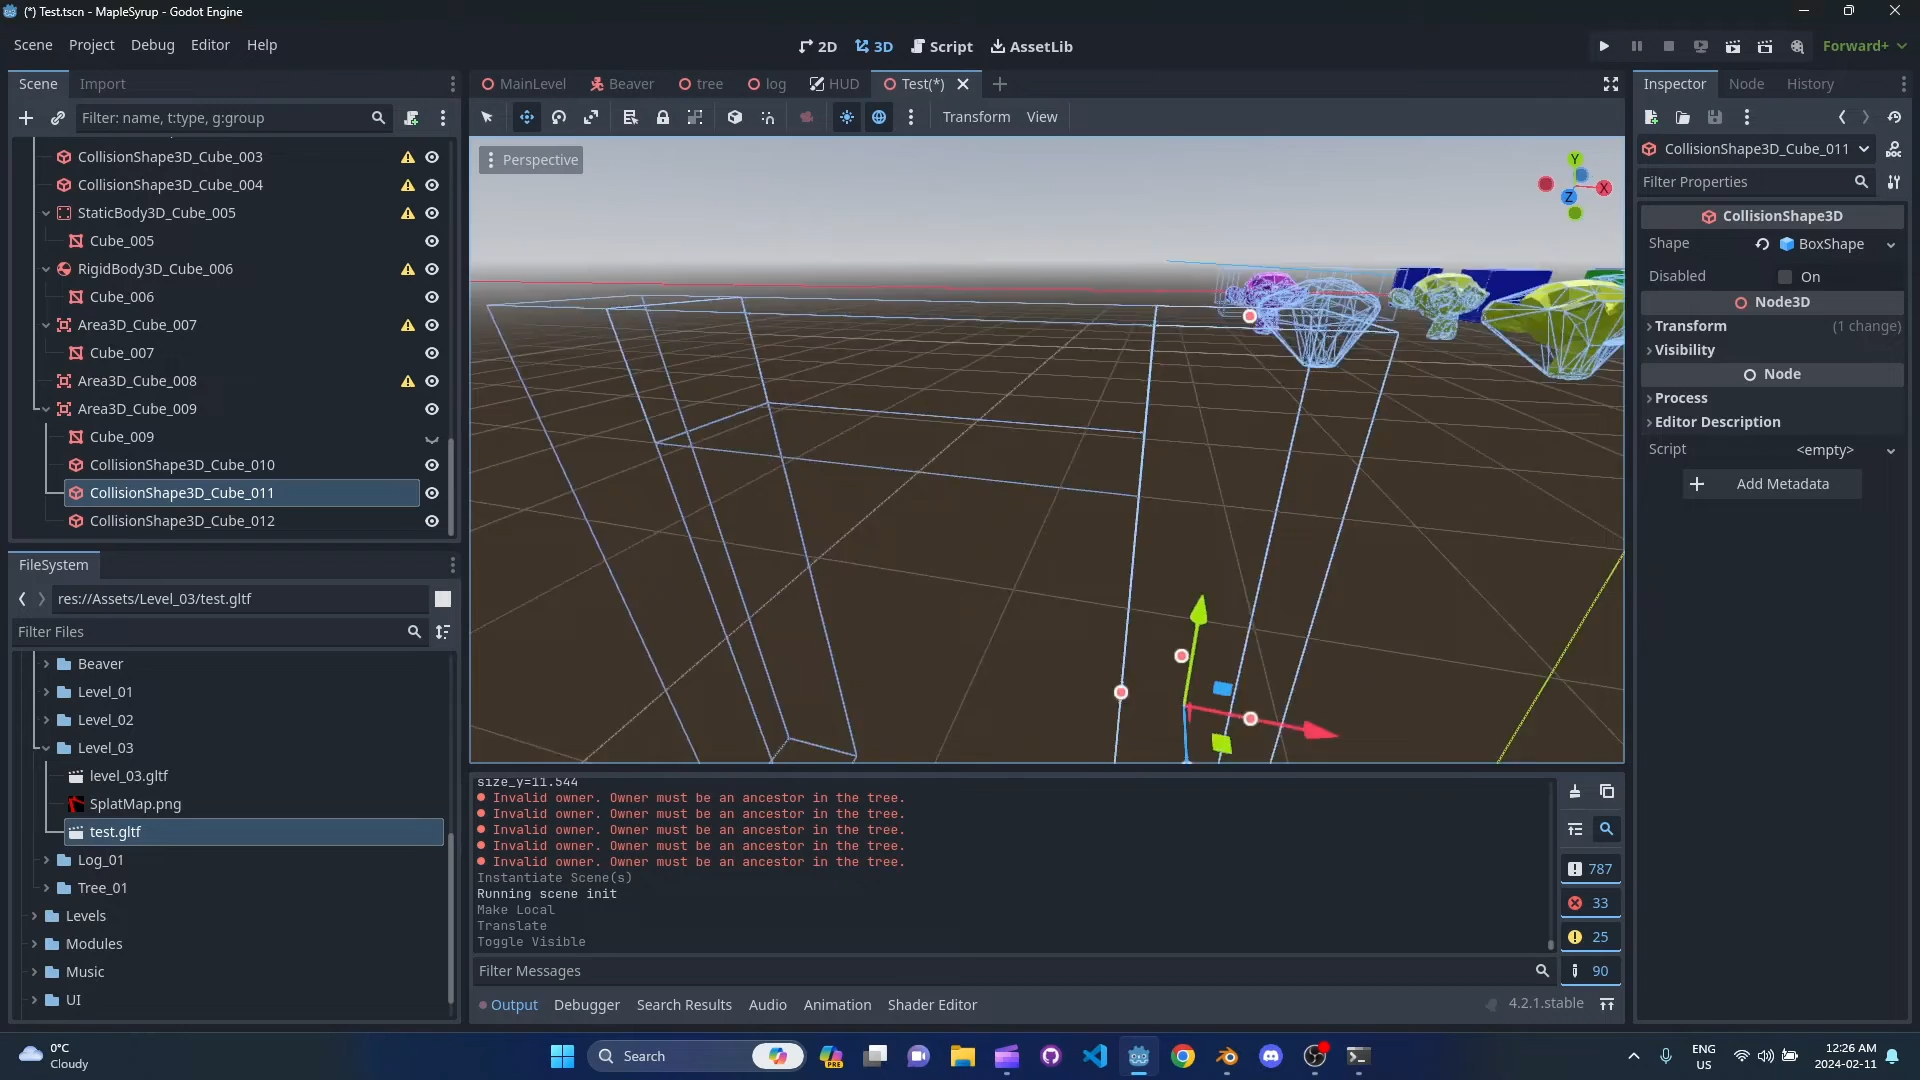 (*) Test.tscn - MapleSyrup - Godot Engine
Scene Project Debug Editor Help
2D 3D Script AssetLib
Forward+
Scene Import
MainLevel Beaver tree log HUD Test(*)
Inspector Node History
Filter: name, t:type, g:group
Transform View
CollisionShape3D_Cube_003
CollisionShape3D_Cube_004
StaticBody3D_Cube_005
Cube_005
RigidBody3D_Cube_006
Cube_006
Area3D_Cube_007
Cube_007
Area3D_Cube_008
Area3D_Cube_009
Cube_009
CollisionShape3D_Cube_010
CollisionShape3D_Cube_011
CollisionShape3D_Cube_012
Perspective
Y
X
Z
CollisionShape3D_Cube_011
Filter Properties
CollisionShape3D
Shape BoxShape
Disabled On
Node3D
Transform (1 change)
Visibility
Node
Process
Editor Description
Script <empty>
Add Metadata
FileSystem
res://Assets/Level_03/test.gltf
Filter Files
Beaver
Level_01
Level_02
Level_03
level_03.gltf
SplatMap.png
test.gltf
Log_01
Tree_01
Levels
Modules
Music
UI
size_y=11.544
Invalid owner. Owner must be an ancestor in the tree.
Invalid owner. Owner must be an ancestor in the tree.
Invalid owner. Owner must be an ancestor in the tree.
Invalid owner. Owner must be an ancestor in the tree.
Invalid owner. Owner must be an ancestor in the tree.
Instantiate Scene(s)
Running scene init
Make Local
Translate
Toggle Visible
787
33
25
90
Filter Messages
Output Debugger Search Results Audio Animation Shader Editor
4.2.1.stable
0°C
Cloudy
Search
PRE
ENG
US
12:26 AM
2024-02-11